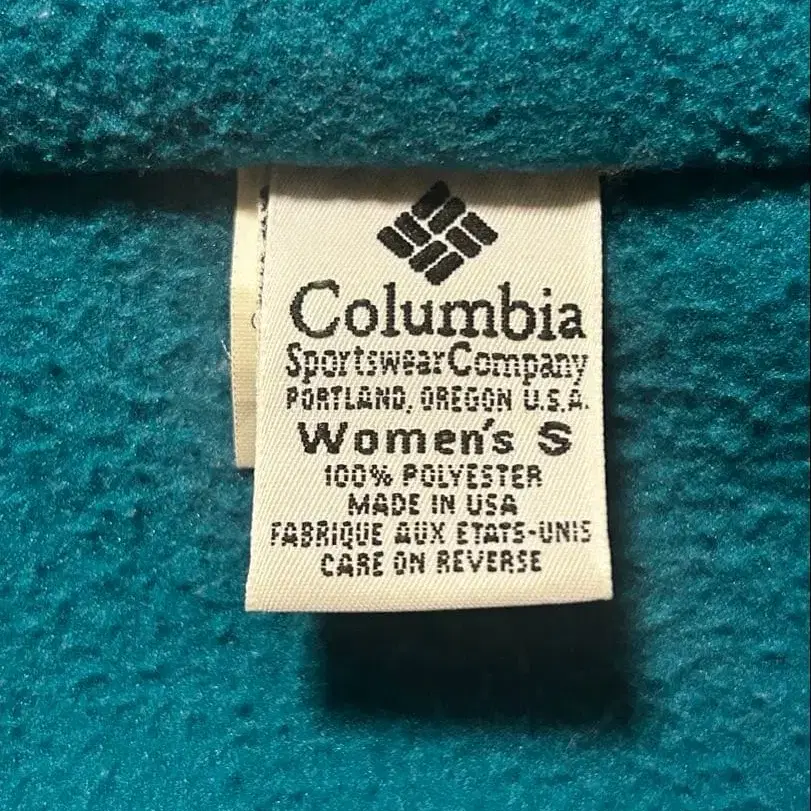 Columbia
Sportswear Company
PORTLAND, OREGON U.S.A.
Women's S
100% POLYESTER
MADE IN USA
FABRIQUE AUX ETATS-UNIS
CARE ON REVERSE